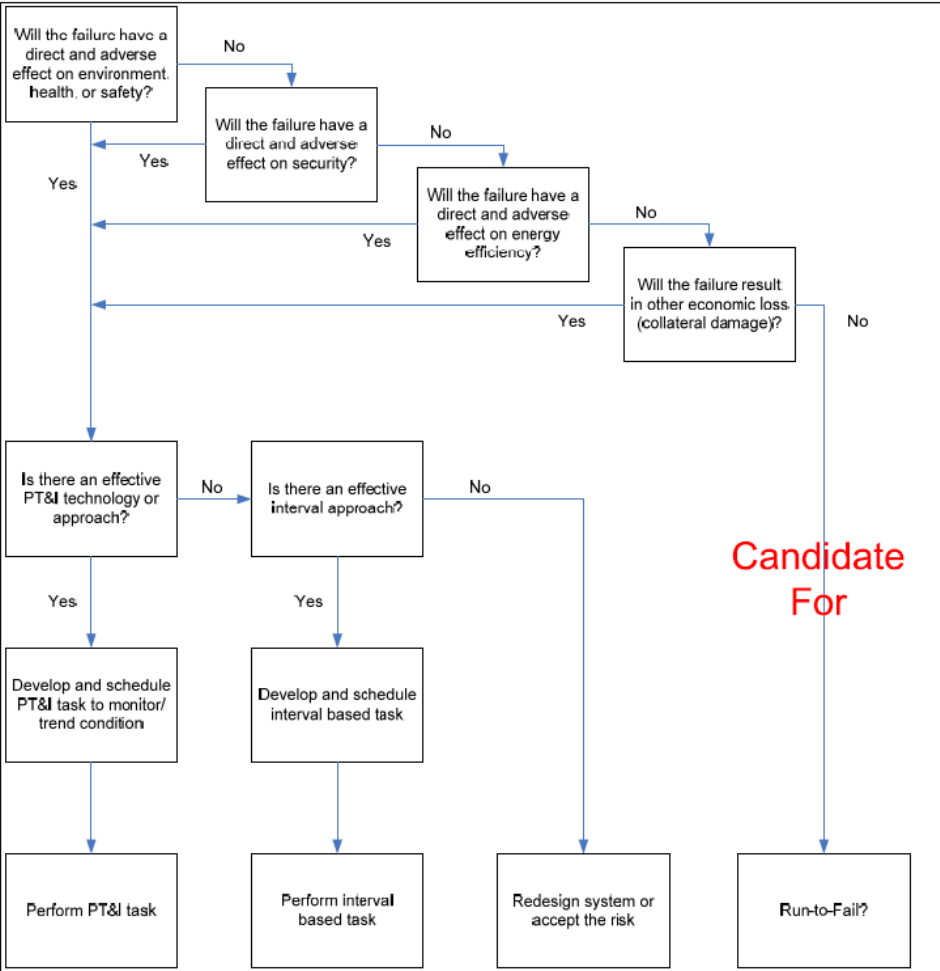 Will the failure have a
direct and adverse
effect on environment,
health, or safety?
No
Will the failure have a
direct and adverse
effect on security?
No
Yes
Yes
Will the failure have a
direct and adverse
effect on energy
efficiency?
No
Yes
Will the failure result
in other economic loss
(collateral damage)?
Yes
No
Is there an effective
PT&I technology or
approach?
No
Is there an effective
interval approach?
No
Candidate
For
Yes
Yes
Develop and schedule
PT&I task to monitor/
trend condition
Develop and schedule
interval based task
Perform PT&I task
Perform interval
based task
Redesign system or
accept the risk
Run-to-Fail?